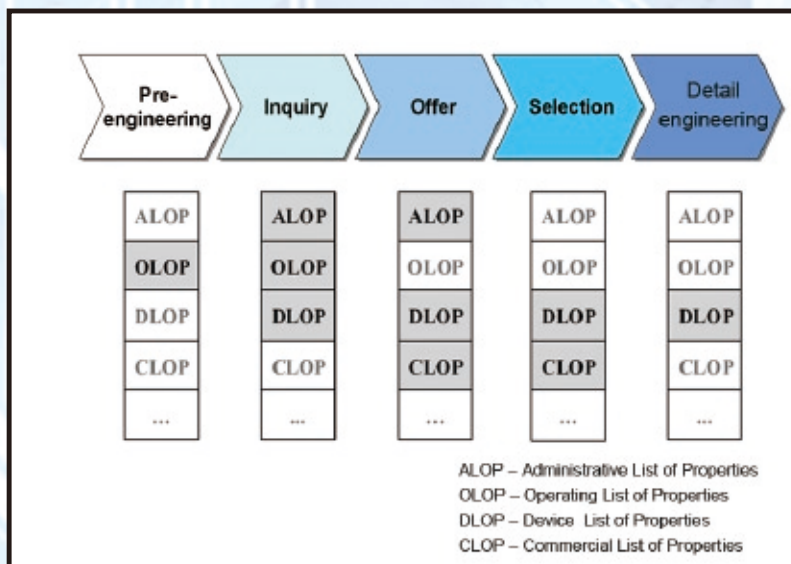 Pre-
engineering
Inquiry
Offer
Selection
Detail
engineering
ALOP
ALOP
ALOP
ALOP
ALOP
OLOP
OLOP
OLOP
OLOP
OLOP
DLOP
DLOP
DLOP
DLOP
DLOP
CLOP
CLOP
CLOP
CLOP
CLOP
...
...
...
...
...
ALOP – Administrative List of Properties
OLOP – Operating List of Properties
DLOP – Device List of Properties
CLOP – Commercial List of Properties